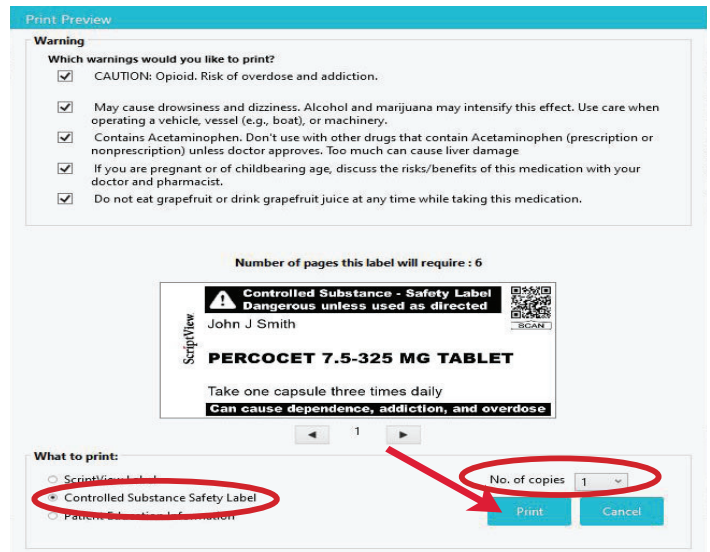 Print Preview
Warning
Which warnings would you like to print?
CAUTION: Opioid. Risk of overdose and addiction.
May cause drowsiness and dizziness. Alcohol and marijuana may intensify this effect. Use care when
operating a vehicle, vessel (e.g., boat), or machinery.
Contains Acetaminophen. Don't use with other drugs that contain Acetaminophen (prescription or
nonprescription) unless doctor approves. Too much can cause liver damage
If you are pregnant or of childbearing age, discuss the risks/benefits of this medication with your
doctor and pharmacist.
Do not eat grapefruit or drink grapefruit juice at any time while taking this medication.
Number of pages this label will require : 6
Controlled Substance - Safety Label
Dangerous unless used as directed
SCAN
ScriptView
John J Smith
PERCOCET 7.5-325 MG TABLET
Take one capsule three times daily
Can cause dependence, addiction, and overdose
1
What to print:
ScriptView Label
No. of copies 1
Controlled Substance Safety Label
Patient Education Information
Print Cancel